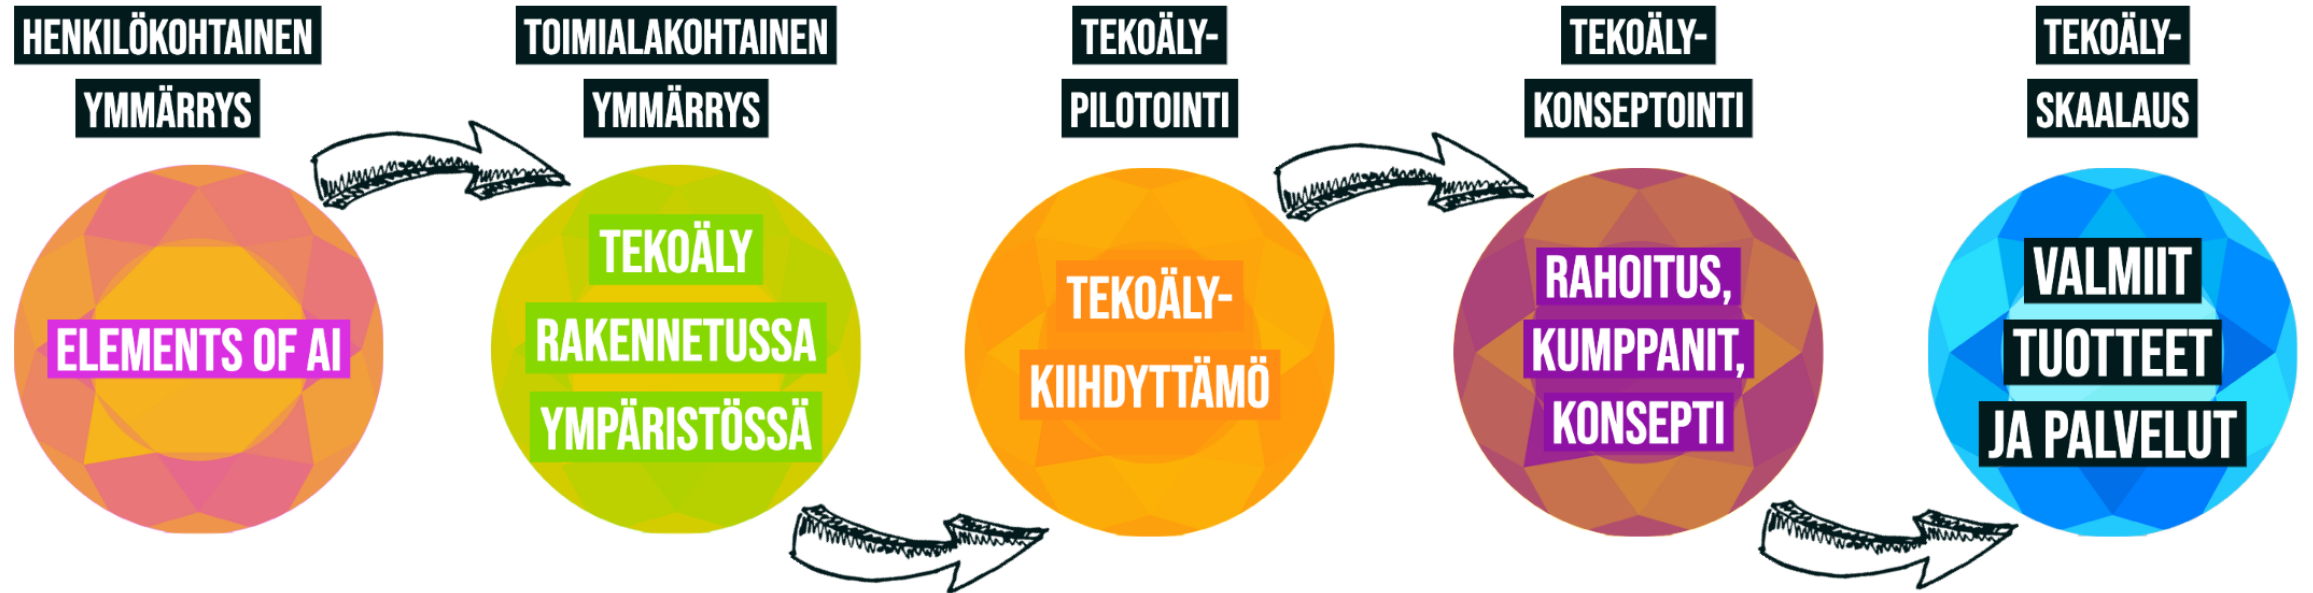 HENKILÖKOHTAINEN
YMMÄRRYS
ELEMENTS OF AI
TOIMIALAKOHTAINEN
YMMÄRRYS
TEKOÄLY
RAKENNETUSSA
YMPÄRISTÖSSÄ
TEKOÄLY-
PILOTOINTI
TEKOÄLY-
KIIHDYTTÄMÖ
TEKOÄLY-
KONSEPTOINTI
RAHOITUS,
KUMPPANIT,
KONSEPTI
TEKOÄLY-
SKAALAUS
VALMIIT
TUOTTEET
JA PALVELUT